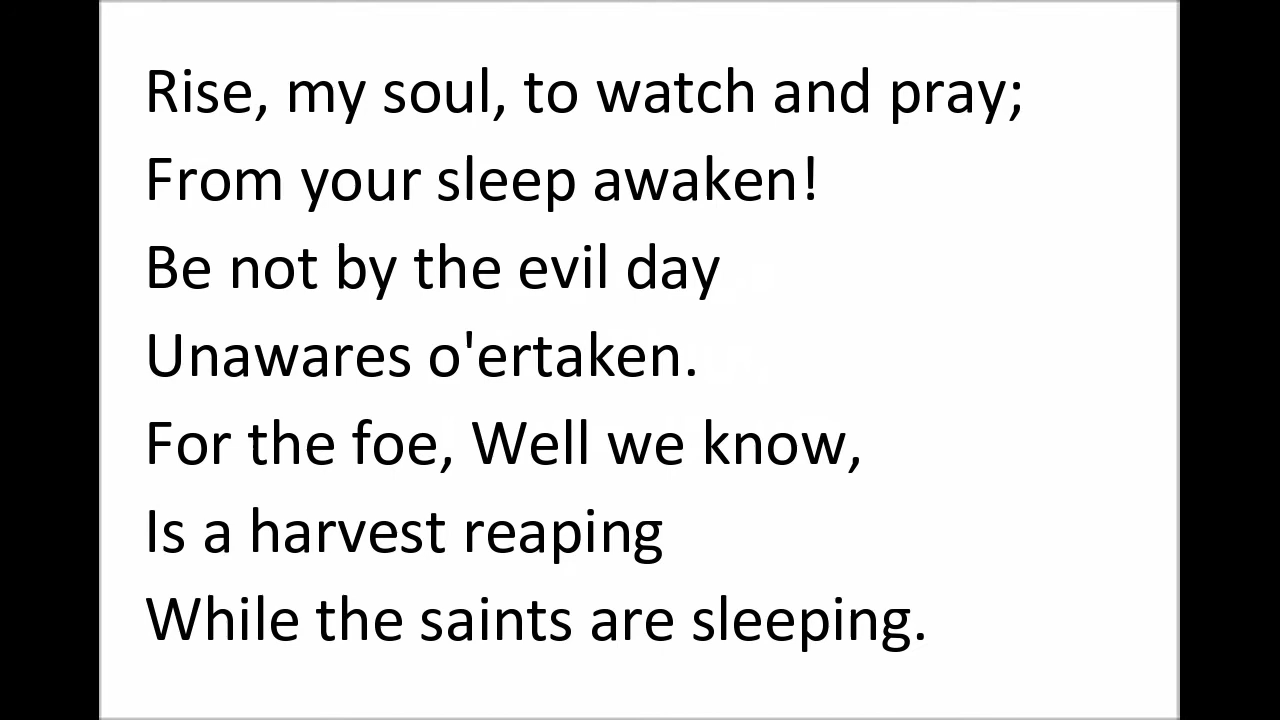 Rise, my soul, to watch and pray;
From your sleep awaken!
Be not by the evil day
Unawares o'ertaken.
For the foe, Well we know,
Is a harvest reaping
While the saints are sleeping.